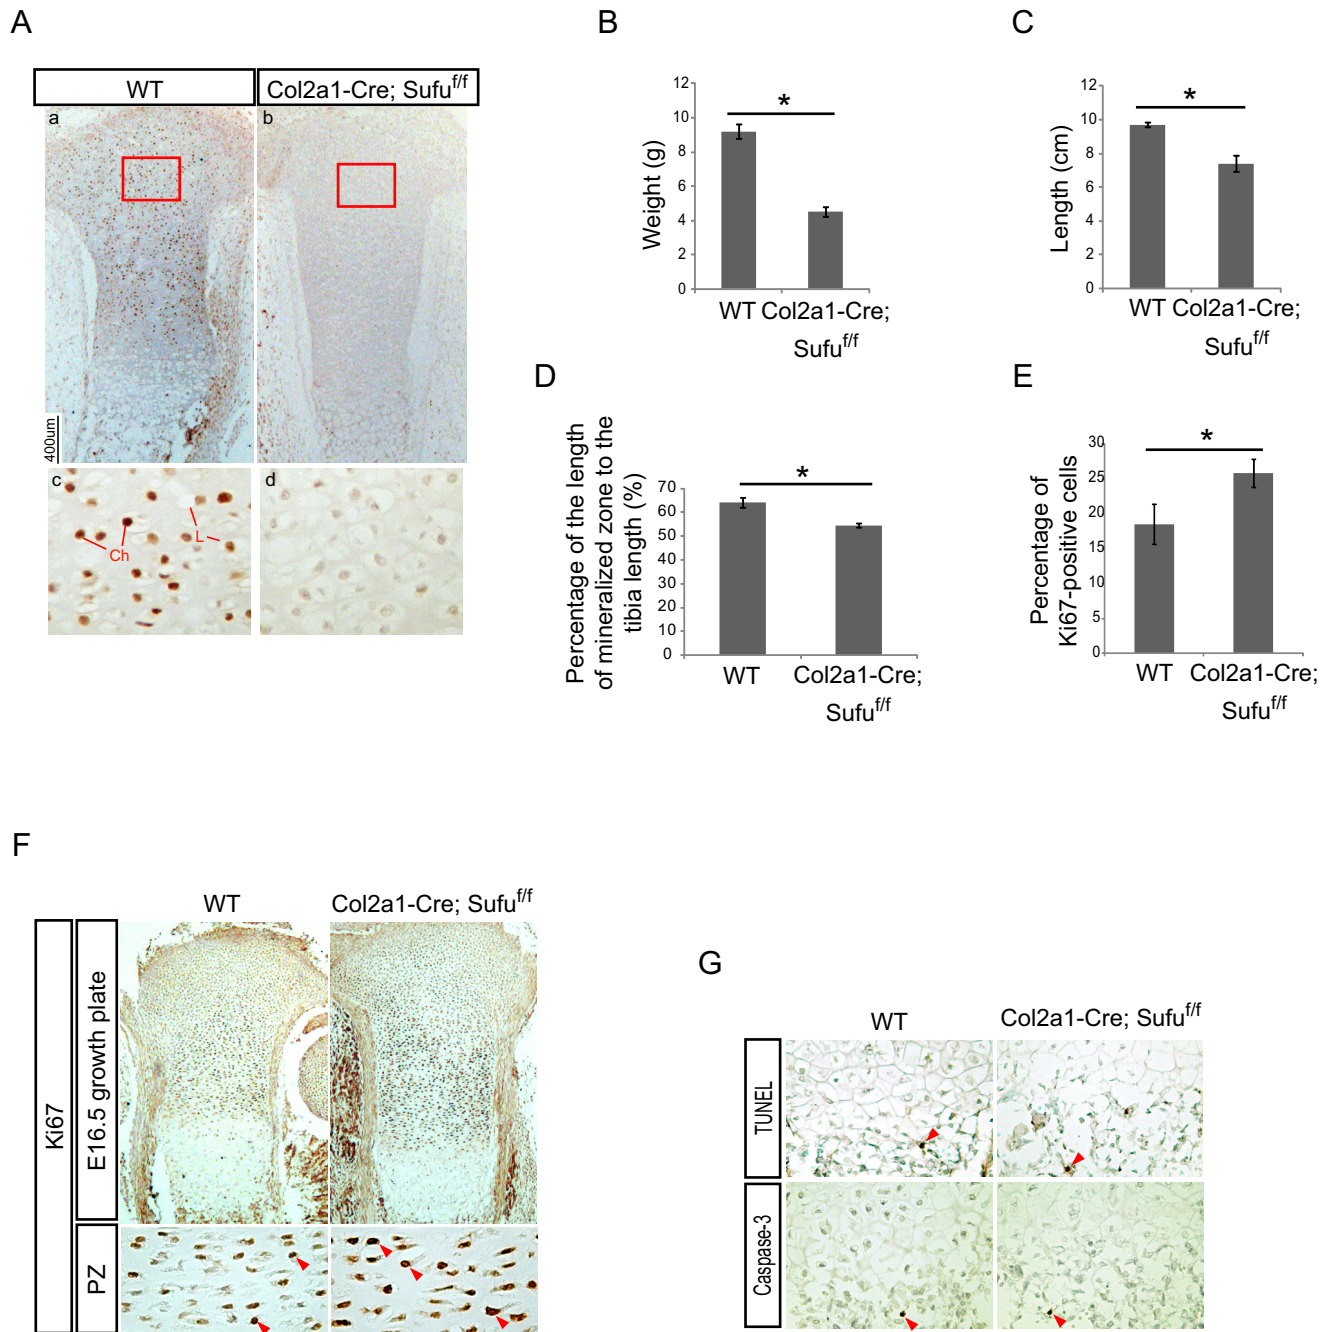 A
WT
Col2a1-Cre; Sufu^f/f
a
b
400um
c
d
Ch
L
B
Weight (g)
12
10
8
6
4
2
0
*
WT Col2a1-Cre;
Sufu^f/f
C
Length (cm)
12
10
8
6
4
2
0
*
WT Col2a1-Cre;
Sufu^f/f
D
Percentage of the length
of mineralized zone to the
tibia length (%)
70
60
50
40
30
20
10
0
*
WT Col2a1-Cre;
Sufu^f/f
E
Percentage of
Ki67-positive cells
30
25
20
15
10
5
0
*
WT Col2a1-Cre;
Sufu^f/f
F
WT
Col2a1-Cre; Sufu^f/f
Ki67
E16.5 growth plate
PZ
G
WT
Col2a1-Cre; Sufu^f/f
TUNEL
Caspase-3